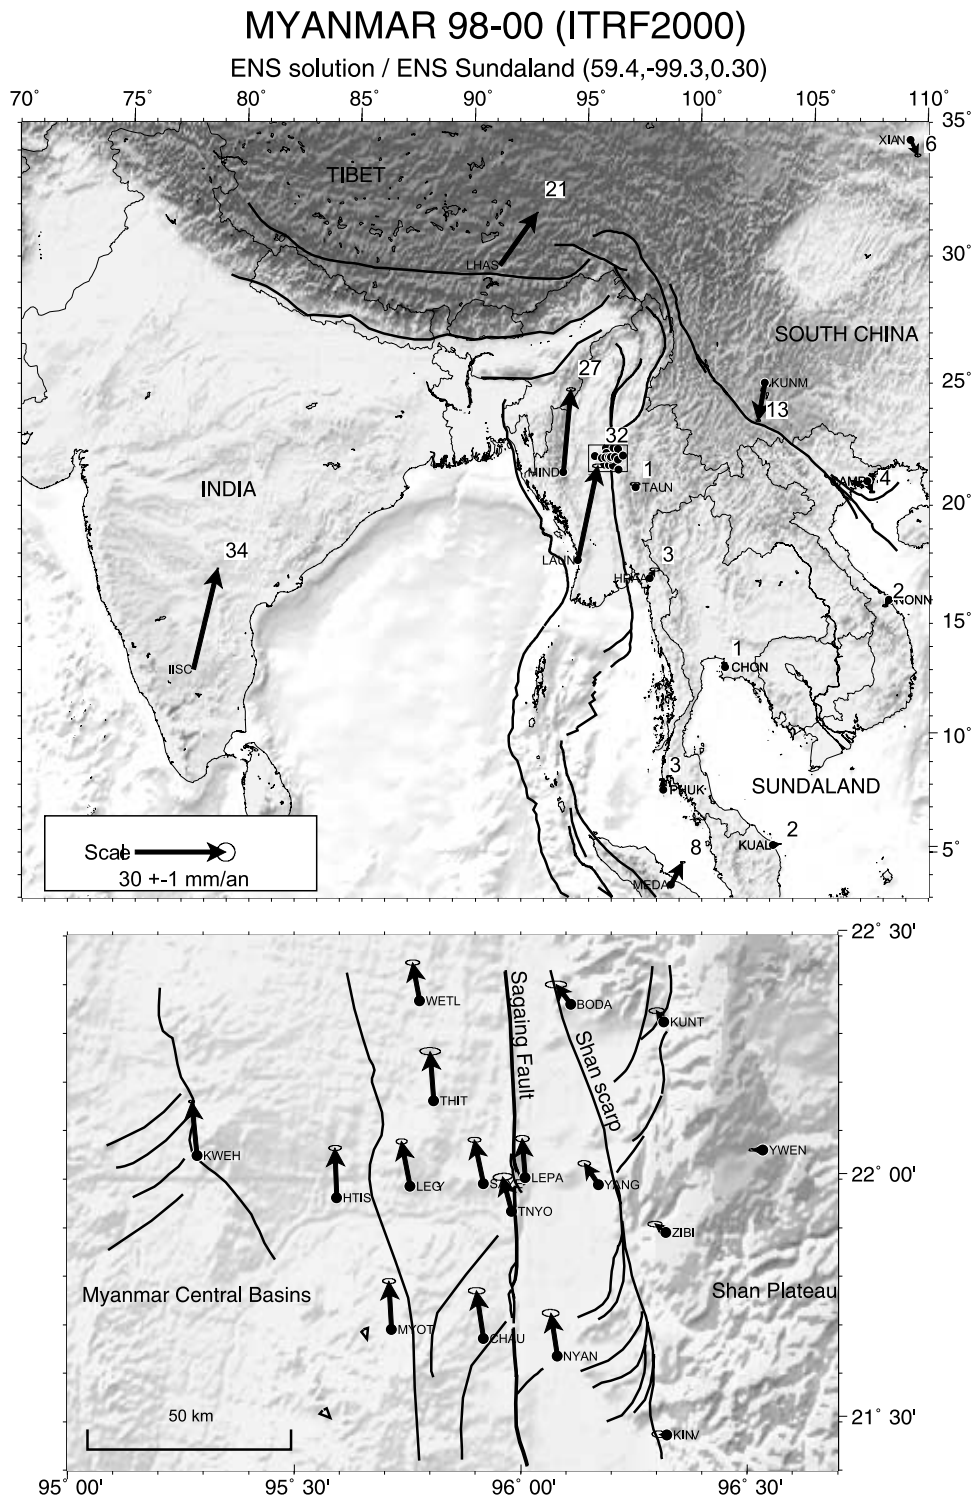 MYANMAR 98-00 (ITRF2000)
ENS solution / ENS Sundaland (59.4,-99.3,0.30)
70° 75° 80° 85° 90° 95° 100° 105° 110°
35°
XIAN 6
TIBET
21
LHAS
30°
SOUTH CHINA
27
25°
KUNM
13
32
MIND
1
TAUN
4
INDIA
20°
34
LAUN
3
2
15°
1
CHON
IISC
10°
3
PHUK
SUNDALAND
2
KUAL
8
5°
Scale
30 +-1 mm/an
MEDA
22° 30'
WETL
BODA
KUNT
Sagaing Fault
Shan scarp
THIT
YWEN
KWEH
22° 00'
LEPA
YANG
HTIS
LEGY
TNYO
ZIBI
Myanmar Central Basins
Shan Plateau
MYOT
CHAU
NYAN
50 km
21° 30'
KINV
95° 00' 95° 30' 96° 00' 96° 30'